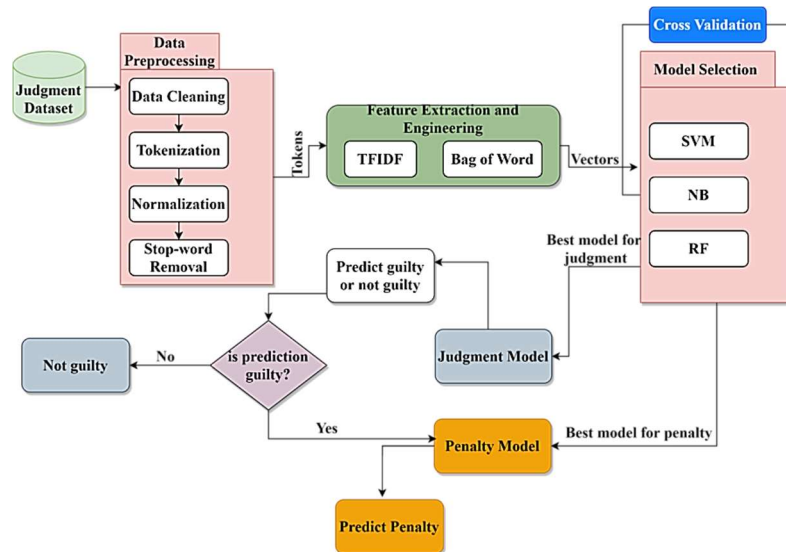 Cross Validation
Data
Preprocessing
Judgment
Dataset
Data Cleaning
Tokenization
Normalization
Stop-word
Removal
Tokens
Feature Extraction and
Engineering
TFIDF
Bag of Word
Vectors
Model Selection
SVM
NB
RF
Best model for
judgment
Predict guilty
or not guilty
Judgment Model
is prediction
guilty?
No
Not guilty
Yes
Penalty Model
Best model for penalty
Predict Penalty